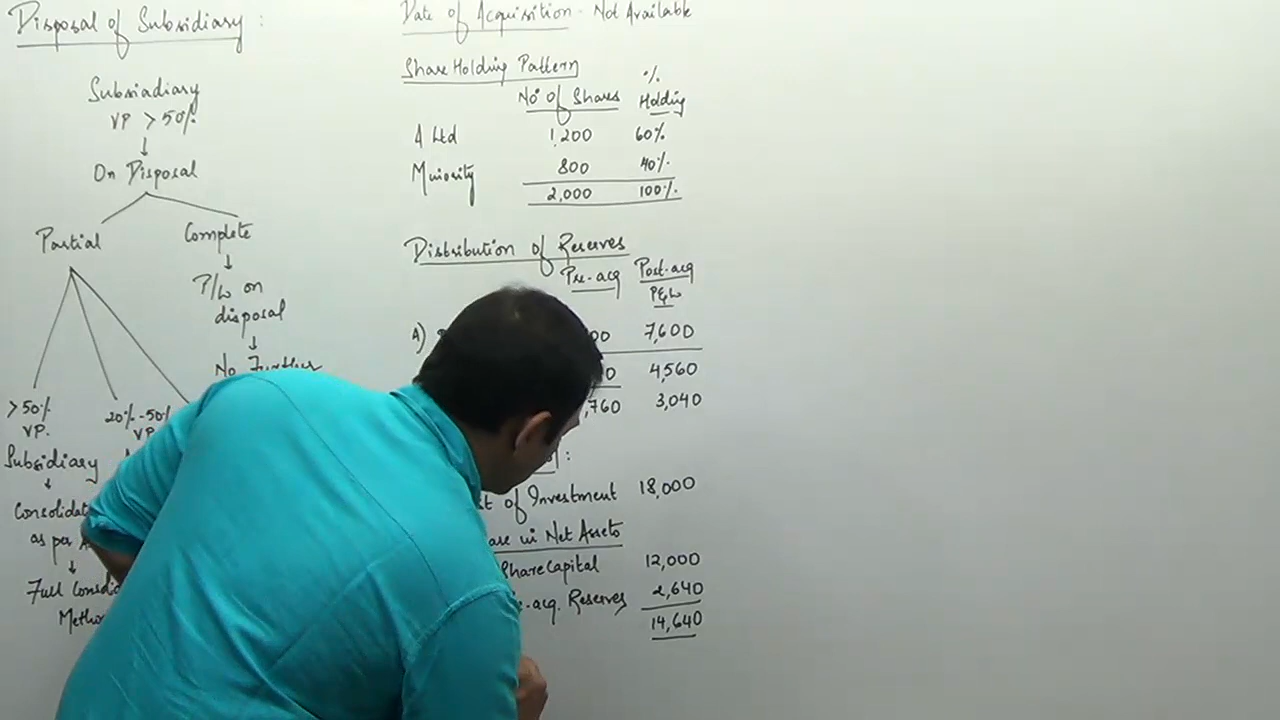 Disposal of Subsidiary :
Subsiadiary
VP > 50%
↓
On Disposal
Partial Complete
↓
P/L on
disposal
↓
No Further
>50%
VP.
20%-50%
VP
Subsidiary
↓
Consolidat
as per A
↓
Full Consoli
Metho
Date of Acquisition - Not Available
Share Holding Pattern
No of Shares % Holding
A Ltd 1,200 60%
Minority 800 40%
2,000 100%
Distribution of Reserves
Pre-acq Post-acq
P&L
A) 00 7,600
0 4,560
,760 3,040
:
st of Investment 18,000
are in Net Assets
Share Capital 12,000
-acq. Reserves 2,640
14,640